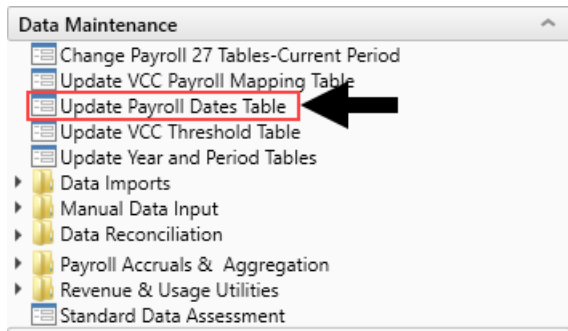 Data Maintenance
Change Payroll 27 Tables-Current Period
Update VCC Payroll Mapping Table
Update Payroll Dates Table
Update VCC Threshold Table
Update Year and Period Tables
Data Imports
Manual Data Input
Data Reconciliation
Payroll Accruals & Aggregation
Revenue & Usage Utilities
Standard Data Assessment